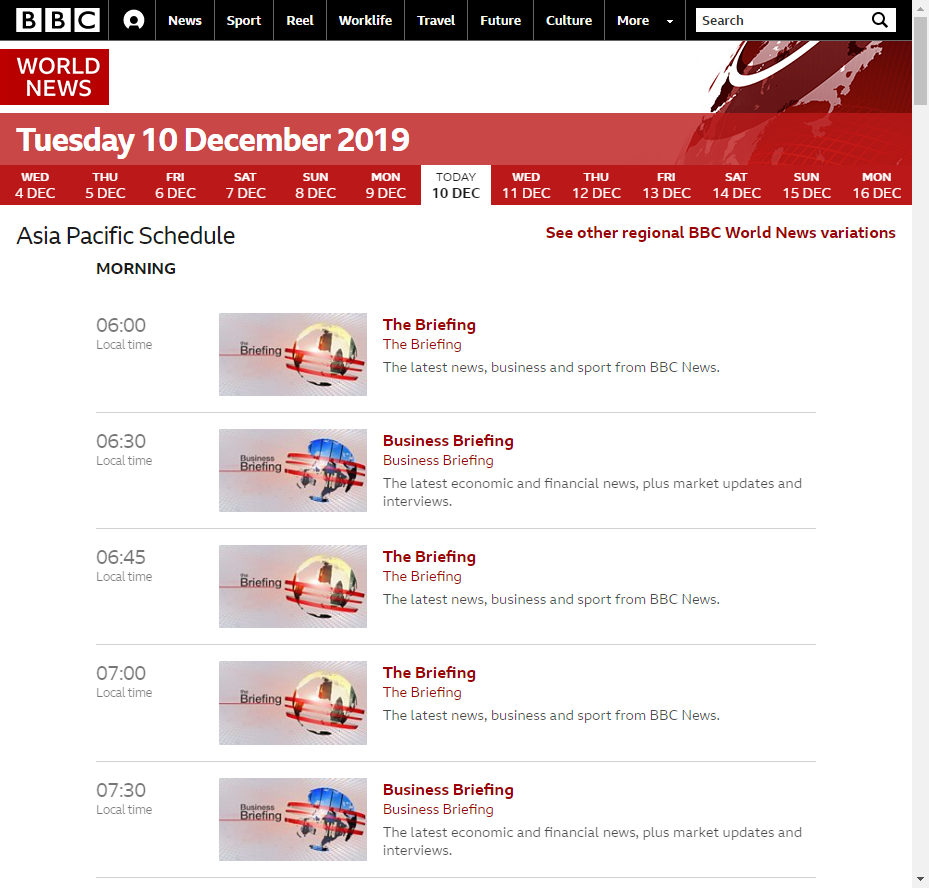 BBC
News Sport Reel Worklife Travel Future Culture More Search
WORLD
NEWS
Tuesday 10 December 2019
WED THU FRI SAT SUN MON TODAY WED THU FRI SAT SUN MON
4 DEC 5 DEC 6 DEC 7 DEC 8 DEC 9 DEC 10 DEC 11 DEC 12 DEC 13 DEC 14 DEC 15 DEC 16 DEC
Asia Pacific Schedule See other regional BBC World News variations
MORNING
06:00
Local time
the
Briefing
The Briefing
The Briefing
The latest news, business and sport from BBC News.
06:30
Local time
Business
Briefing
Business Briefing
Business Briefing
The latest economic and financial news, plus market updates and
interviews.
06:45
Local time
the
Briefing
The Briefing
The Briefing
The latest news, business and sport from BBC News.
07:00
Local time
the
Briefing
The Briefing
The Briefing
The latest news, business and sport from BBC News.
07:30
Local time
Business
Briefing
Business Briefing
Business Briefing
The latest economic and financial news, plus market updates and
interviews.